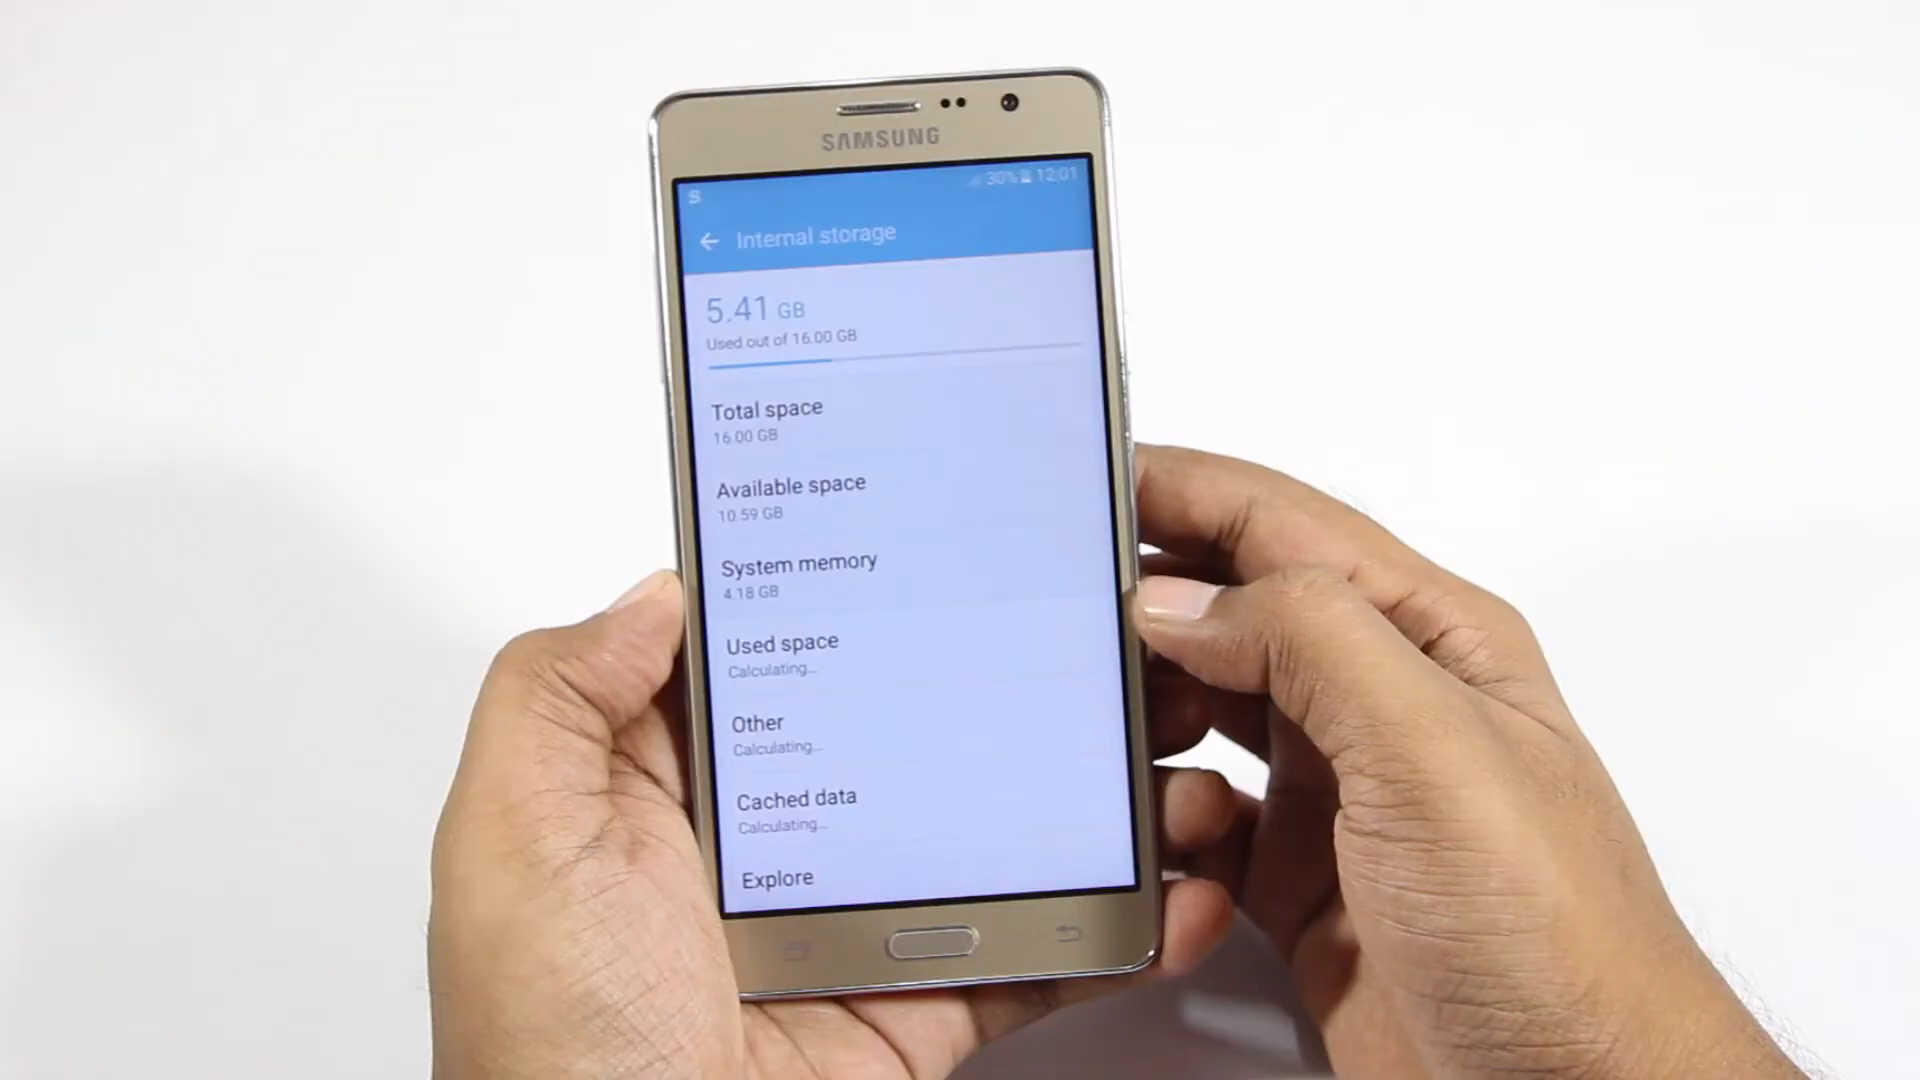 SAMSUNG
30% 12:01
Internal storage
5.41 GB
Used out of 16.00 GB
Total space
16.00 GB
Available space
10.59 GB
System memory
4.18 GB
Used space
Calculating...
Other
Calculating...
Cached data
Calculating...
Explore